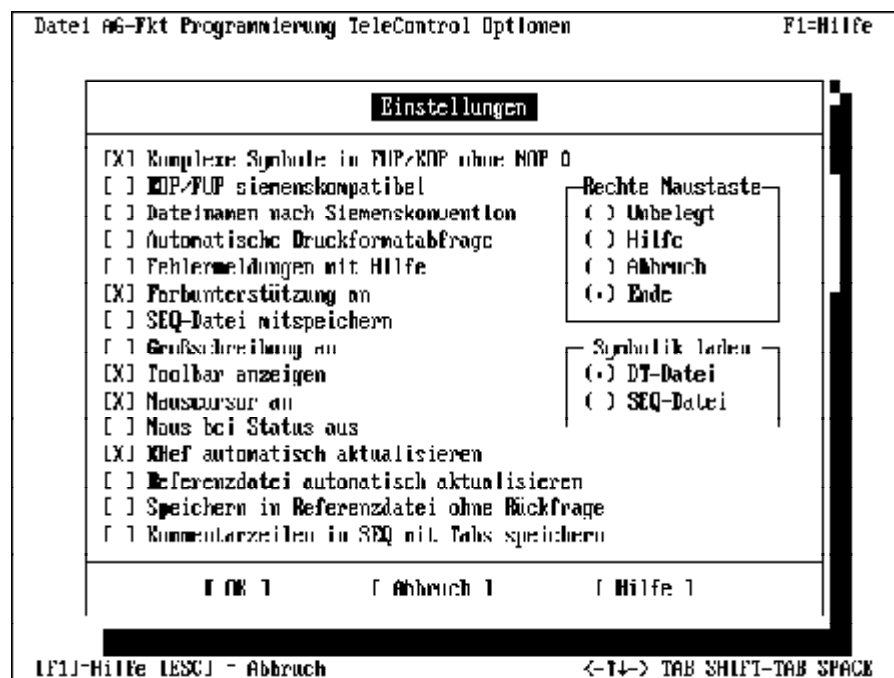 Datei AG-Fkt Programmierung TeleControl Optionen F1=Hilfe
Einstellungen
[X] Komplexe Symbole in FUP/KOP ohne NOP 0
[ ] KOP/FUP siemenskompatibel
[ ] Dateinamen nach Siemenskonvention
[ ] Automatische Druckformatabfrage
[ ] Fehlermeldungen mit Hilfe
[X] Farbunterstützung an
[ ] SEQ-Datei mitspeichern
[ ] Großschreibung an
[X] Toolbar anzeigen
[X] Mauscursor an
[ ] Maus bei Status aus
[X] XRef automatisch aktualisieren
[ ] Referenzdatei automatisch aktualisieren
[ ] Speichern in Referenzdatei ohne Rückfrage
[ ] Kommentarzeilen in SEQ mit Tabs speichern
Rechte Maustaste
( ) Unbelegt
( ) Hilfe
( ) Abbruch
(•) Ende
Symbolik laden
(•) DT-Datei
( ) SEQ-Datei
[ OK ] [ Abbruch ] [ Hilfe ]
[F1]-Hilfe [ESC] - Abbruch <-↑↓-> TAB SHIFT-TAB SPACE